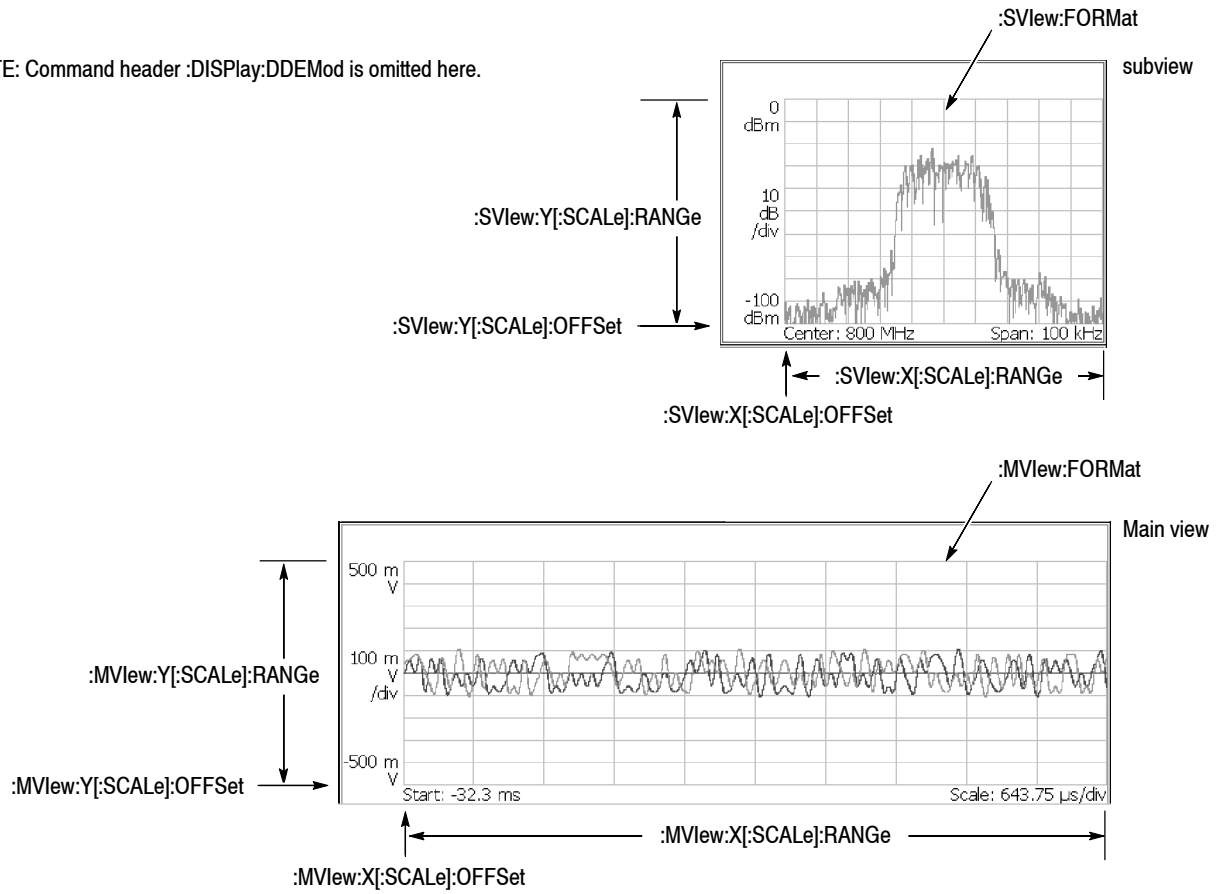 :SVIew:FORMat
TE: Command header :DISPlay:DDEMod is omitted here.
subview
0
dBm
:SVIew:Y[:SCALe]:RANGe
10
dB
/div
-100
dBm
:SVIew:Y[:SCALe]:OFFSet
Center: 800 MHz Span: 100 kHz
:SVIew:X[:SCALe]:RANGe
:SVIew:X[:SCALe]:OFFSet
:MVIew:FORMat
Main view
500 m
V
:MVIew:Y[:SCALe]:RANGe
100 m
V
/div
-500 m
V
:MVIew:Y[:SCALe]:OFFSet
Start: -32.3 ms Scale: 643.75 µs/div
:MVIew:X[:SCALe]:RANGe
:MVIew:X[:SCALe]:OFFSet